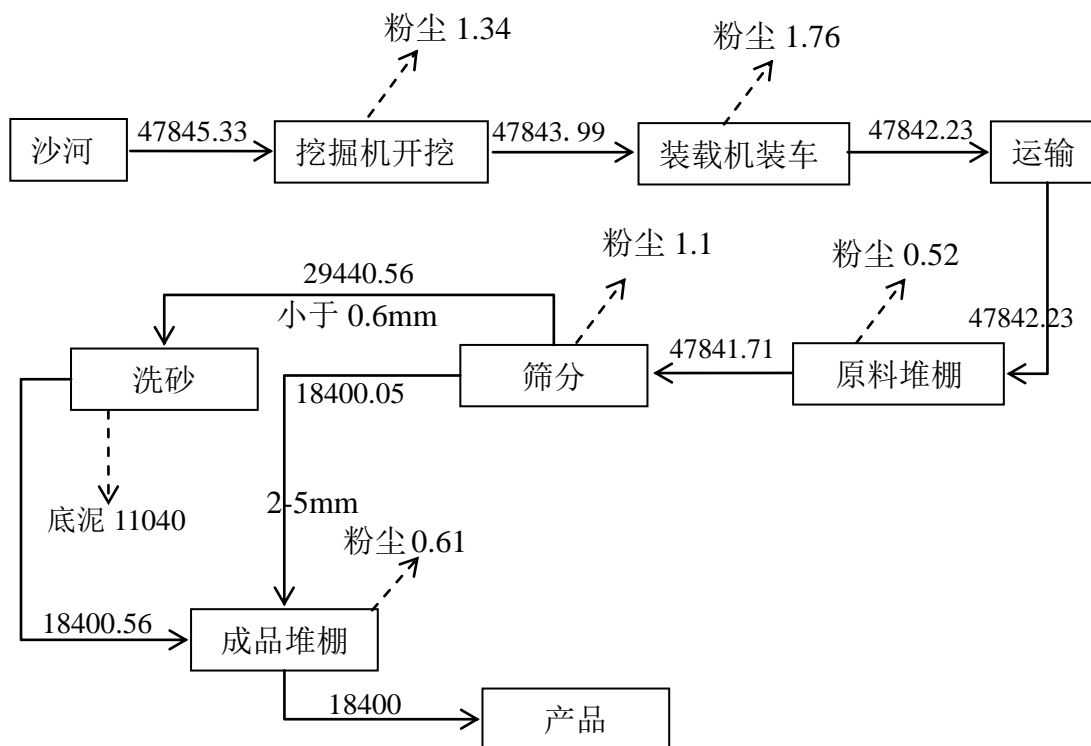 粉尘 1.34
粉尘 1.76
沙河
47845.33
挖掘机开挖
47843. 99
装载机装车
47842.23
运输
粉尘 1.1
粉尘 0.52
29440.56
小于 0.6mm
47842.23
洗砂
18400.05
筛分
47841.71
原料堆棚
底泥 11040
2-5mm
粉尘 0.61
18400.56
成品堆棚
18400
产品